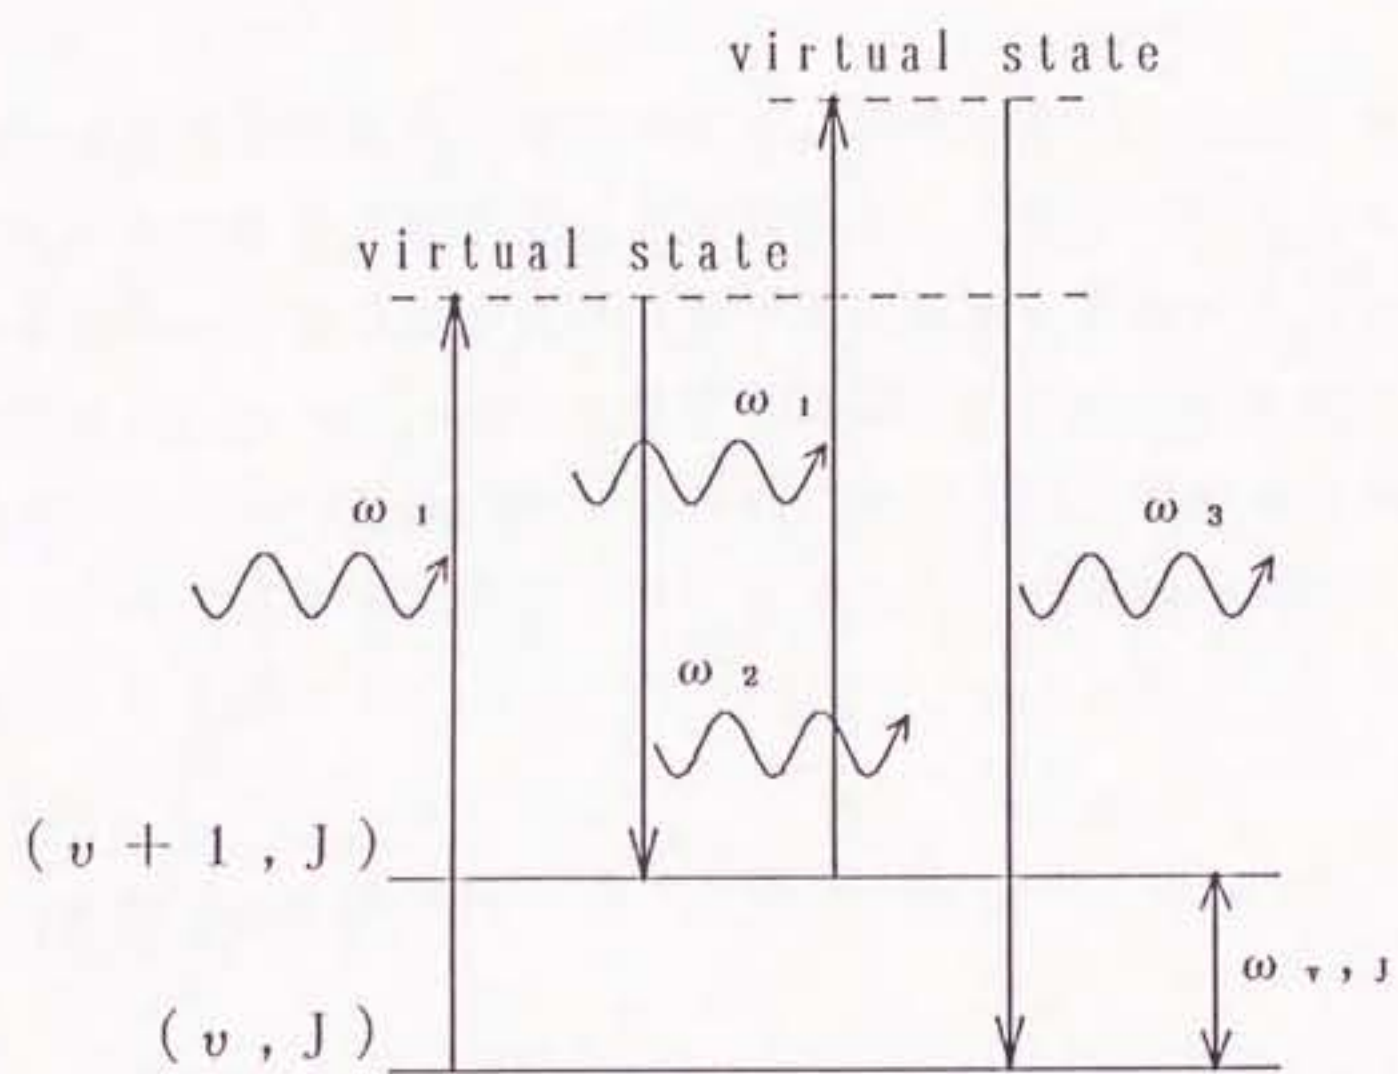 virtual state
virtual state
ω 1
ω 1
ω 3
ω 2
( υ + 1 , J )
ω v , J
( υ , J )